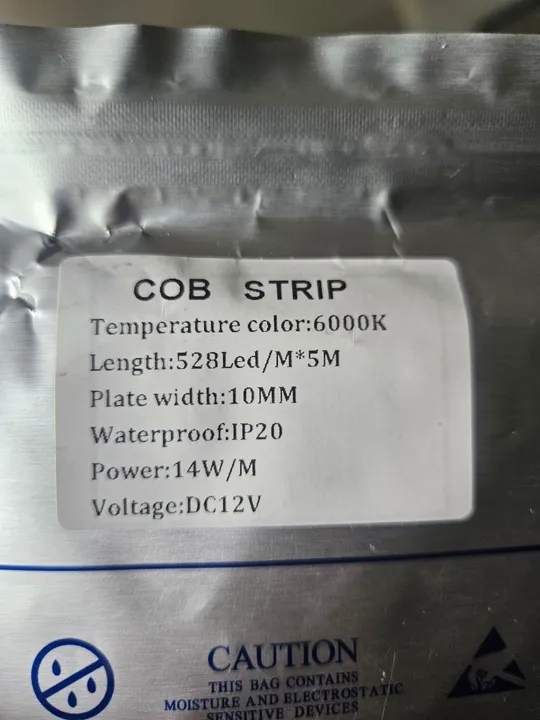 COB STRIP
Temperature color:6000K
Length:528Led/M*5M
Plate width:10MM
Waterproof:IP20
Power:14W/M
Voltage:DC12V
CAUTION
THIS BAG CONTAINS
MOISTURE AND ELECTROSTATIC
SENSITIVE DEVICES